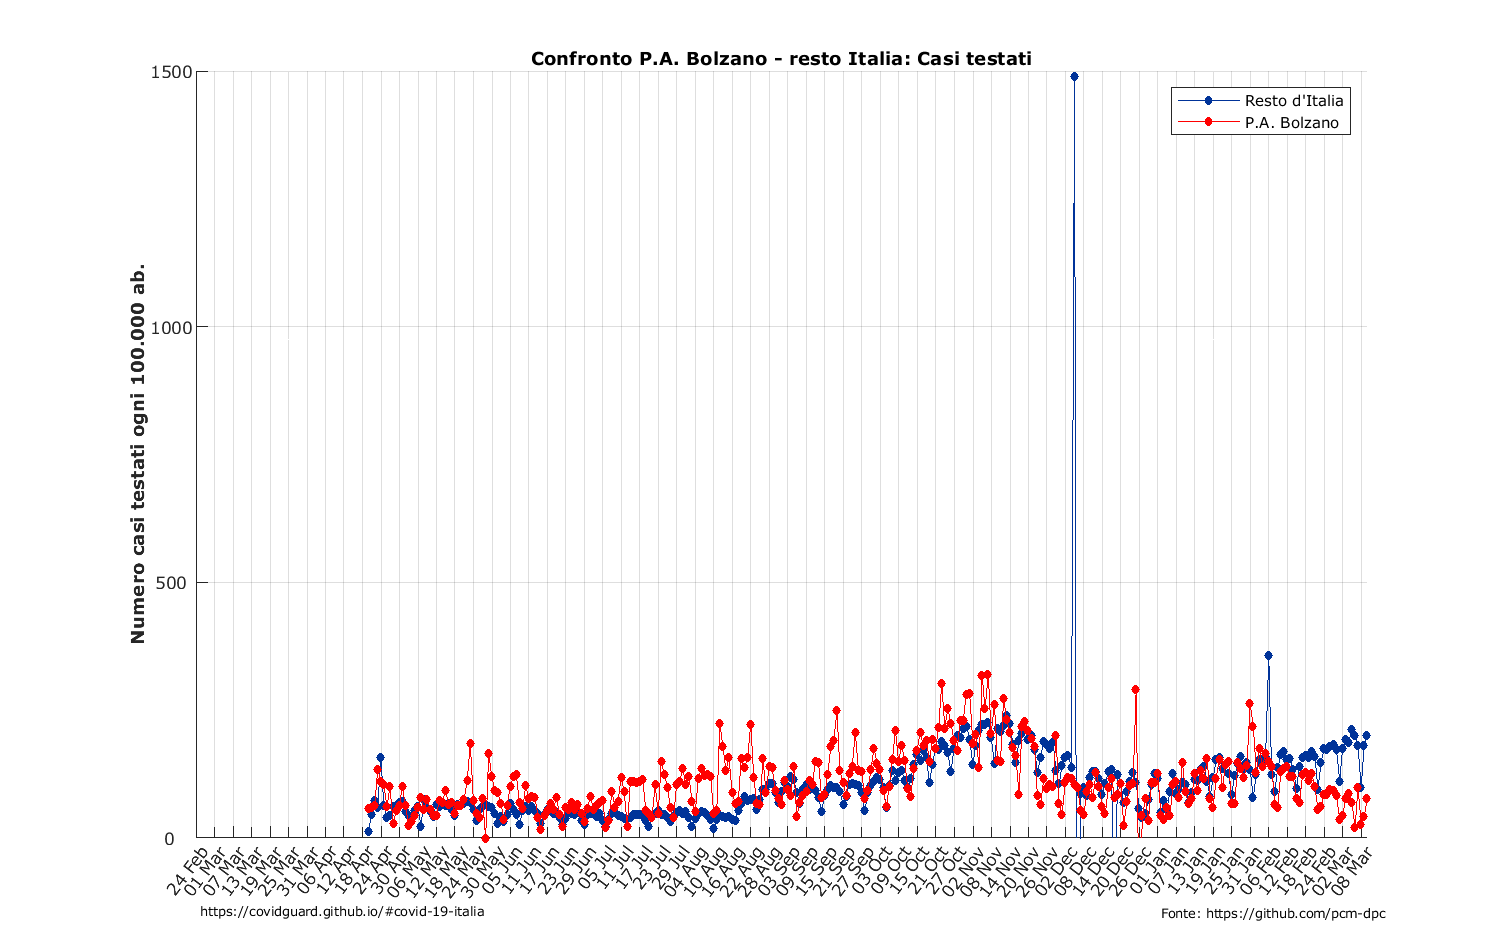 Confronto P.A. Bolzano - resto Italia: Casi testati
1500
1000
500
0
Numero casi testati ogni 100.000 ab.
Resto d'Italia
P.A. Bolzano
24 Feb
01 Mar
07 Mar
13 Mar
19 Mar
25 Mar
31 Mar
06 Apr
12 Apr
18 Apr
24 Apr
30 Apr
06 May
12 May
18 May
24 May
30 May
05 Jun
11 Jun
17 Jun
23 Jun
29 Jun
05 Jul
11 Jul
17 Jul
23 Jul
29 Jul
04 Aug
10 Aug
16 Aug
22 Aug
28 Aug
03 Sep
09 Sep
15 Sep
21 Sep
27 Sep
03 Oct
09 Oct
15 Oct
21 Oct
27 Oct
02 Nov
08 Nov
14 Nov
20 Nov
26 Nov
02 Dec
08 Dec
14 Dec
20 Dec
26 Dec
01 Jan
07 Jan
13 Jan
19 Jan
25 Jan
31 Jan
06 Feb
12 Feb
18 Feb
24 Feb
02 Mar
08 Mar
https://covidguard.github.io/#covid-19-italia
Fonte: https://github.com/pcm-dpc